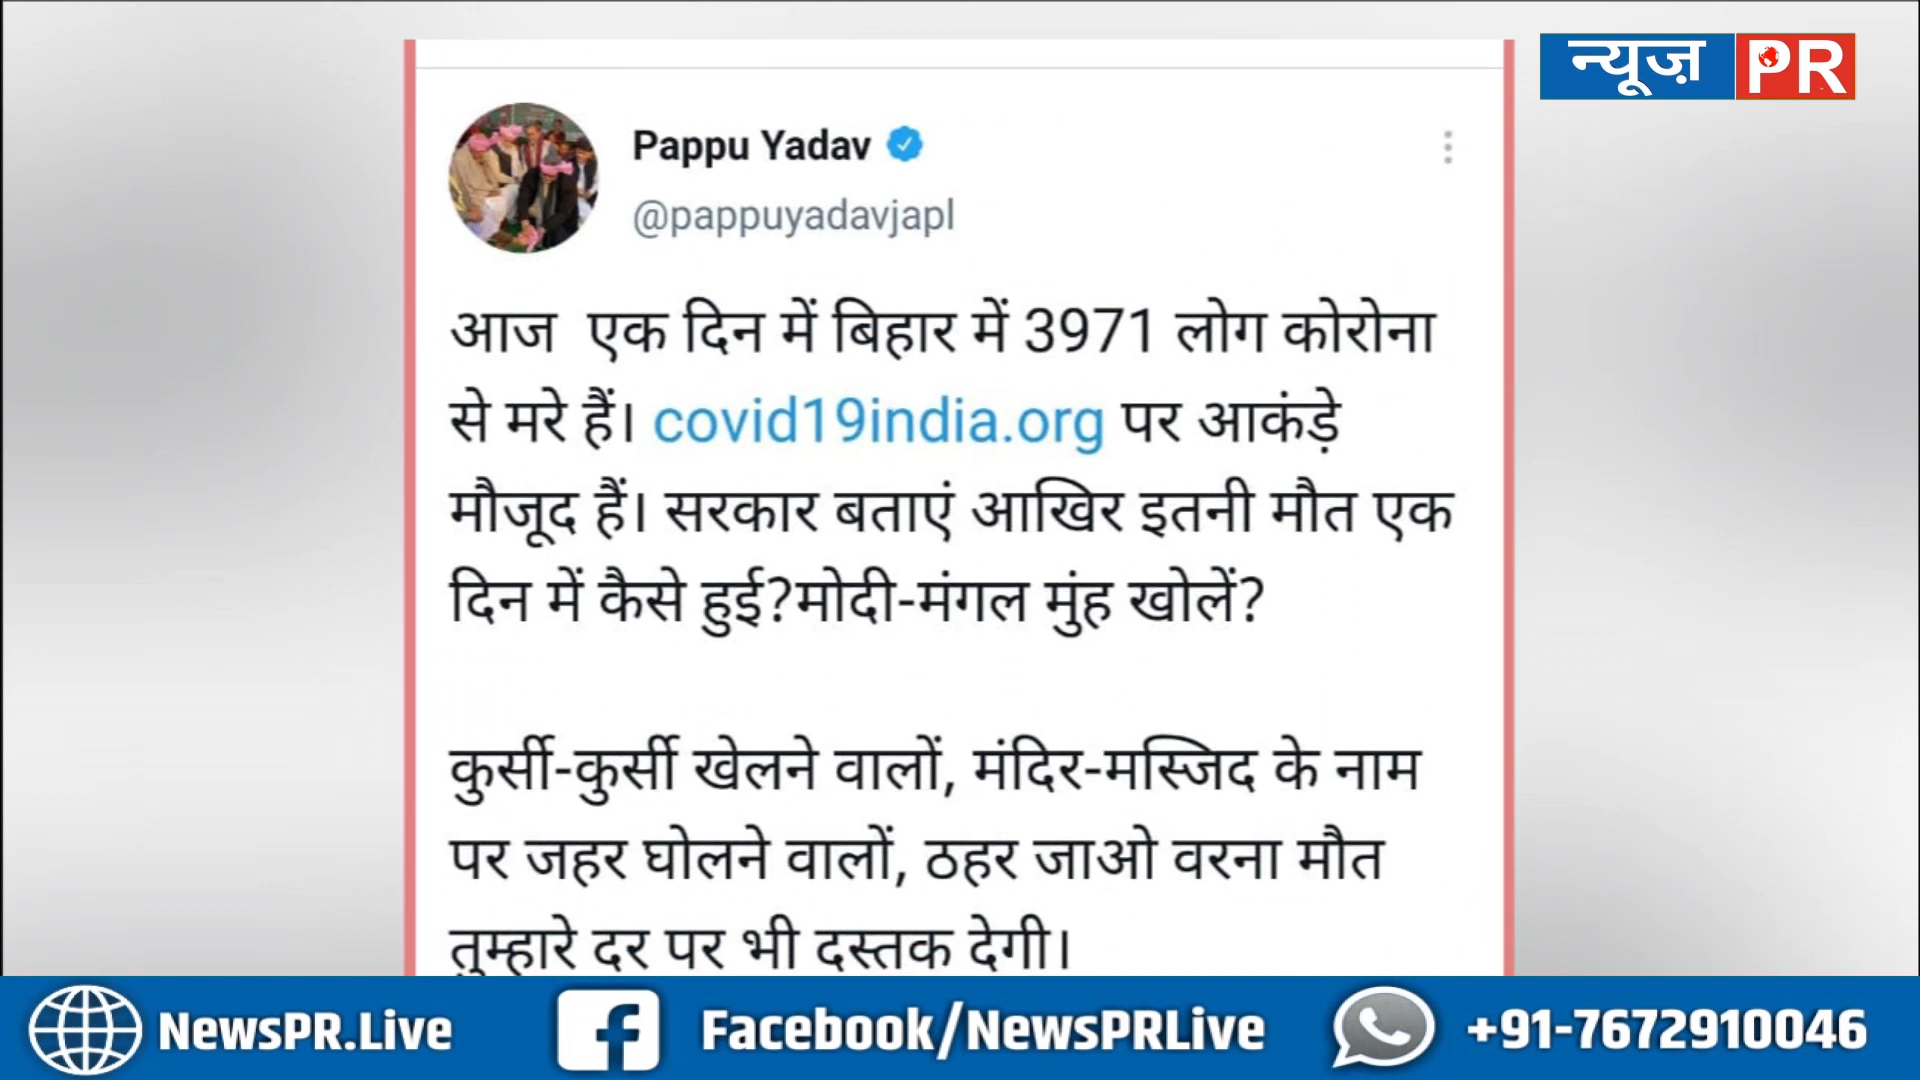 न्यूज़ PR
Pappu Yadav
@pappuyadavjapl
आज एक दिन में बिहार में 3971 लोग कोरोना
से मरे हैं। covid19india.org पर आकंड़े
मौजूद हैं। सरकार बताएं आखिर इतनी मौत एक
दिन में कैसे हुई?मोदी-मंगल मुंह खोलें?
कुर्सी-कुर्सी खेलने वालों, मंदिर-मस्जिद के नाम
पर जहर घोलने वालों, ठहर जाओ वरना मौत
तुम्हारे दर पर भी दस्तक देगी।
NewsPR.Live
Facebook/NewsPRLive
+91-7672910046